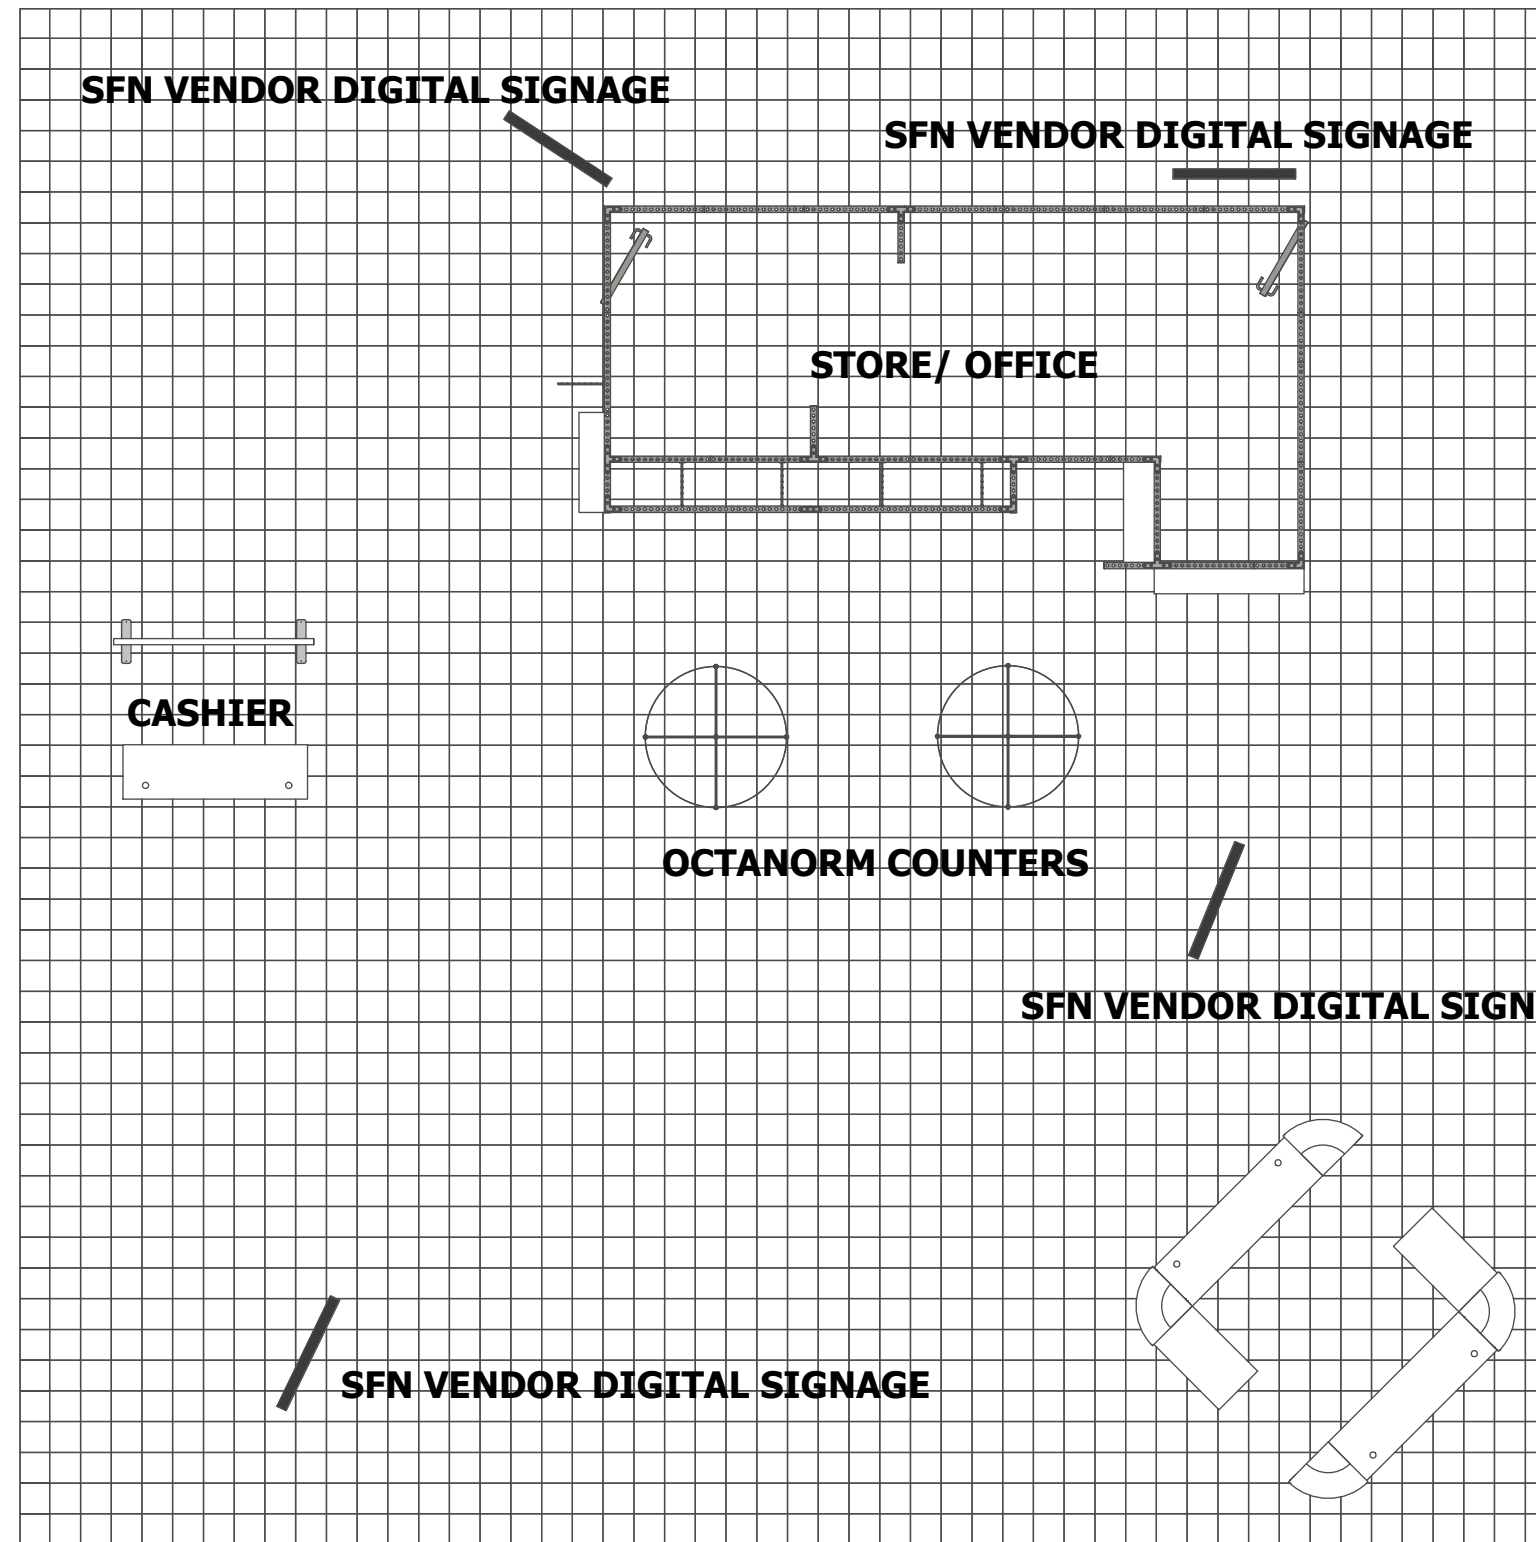 SFN VENDOR DIGITAL SIGNAGE
SFN VENDOR DIGITAL SIGNAGE
STORE/ OFFICE
CASHIER
OCTANORM COUNTERS
SFN VENDOR DIGITAL SIGN
SFN VENDOR DIGITAL SIGNAGE